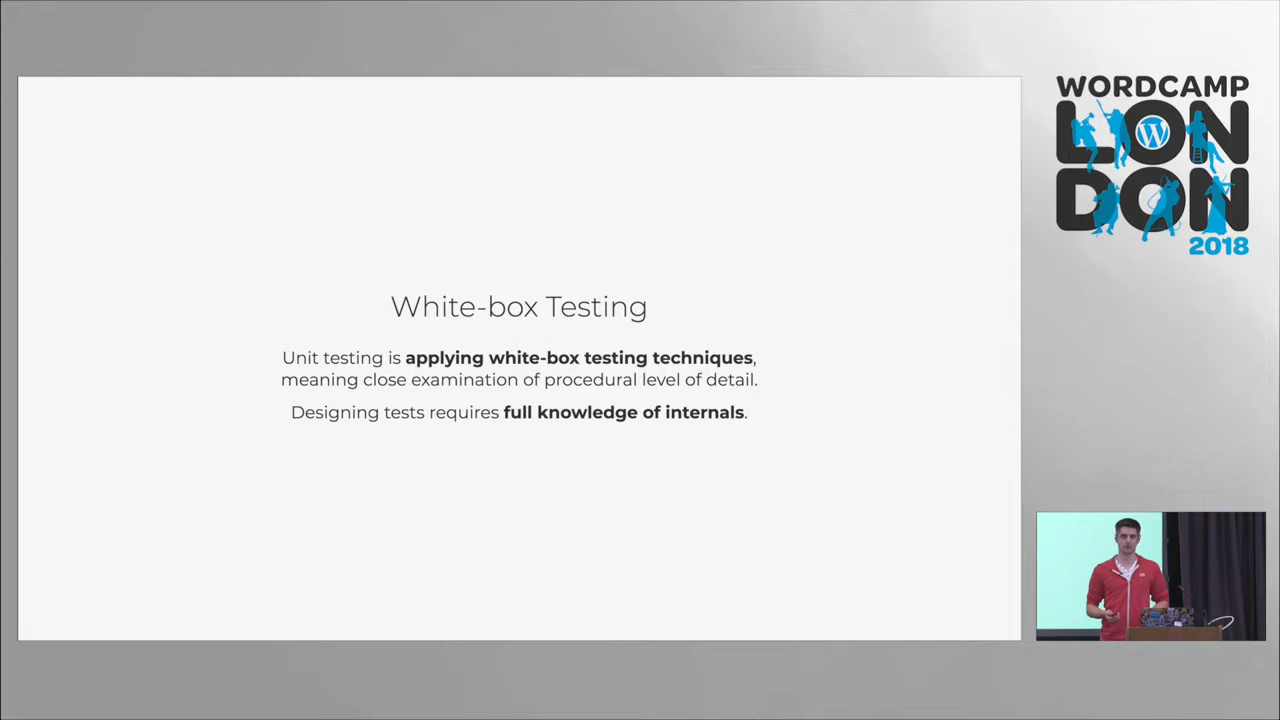 White-box Testing
Unit testing is applying white-box testing techniques,
meaning close examination of procedural level of detail.
Designing tests requires full knowledge of internals.
WORDCAMP
LON
DON
2018